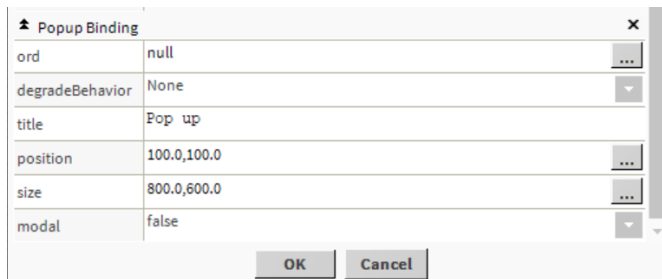 Popup Binding
ord null ...
degradeBehavior None
title Pop up
position 100.0,100.0 ...
size 800.0,600.0 ...
modal false
OK Cancel